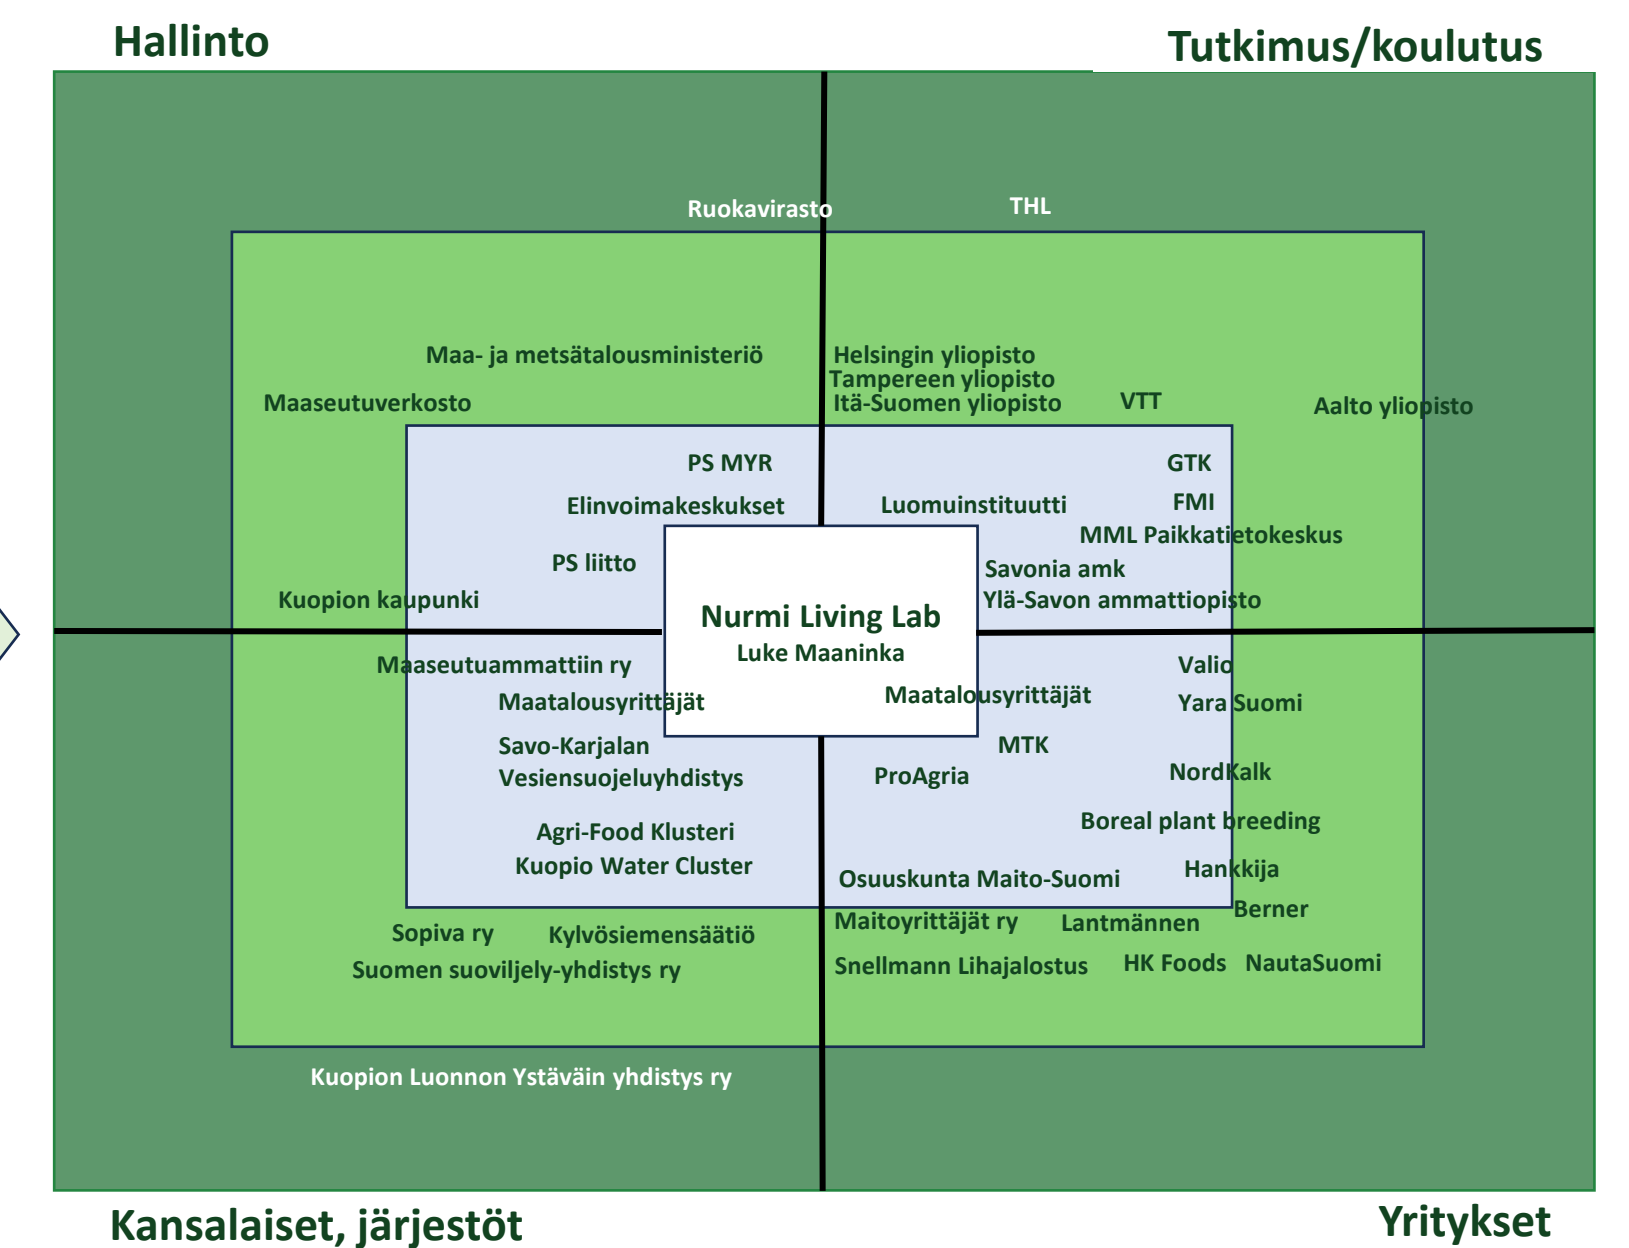 Hallinto
Tutkimus/koulutus
Ruokavirasto
THL
Maa- ja metsätalousministeriö
Maaseutuverkosto
Helsingin yliopisto
Tampereen yliopisto
Itä-Suomen yliopisto
VTT
Aalto yliopisto
PS MYR
Elinvoimakeskukset
PS liitto
Kuopion kaupunki
GTK
Luomuinstituutti
FMI
MML Paikkatietokeskus
Savonia amk
Ylä-Savon ammattiopisto
Nurmi Living Lab
Luke Maaninka
Maaseutuammattiin ry
Maatalousyrittäjät
Savo-Karjalan
Vesiensuojeluyhdistys
Agri-Food Klusteri
Kuopio Water Cluster
Sopiva ry
Kylvösiemensäätiö
Suomen suoviljely-yhdistys ry
Kuopion Luonnon Ystäväin yhdistys ry
Valio
Maatalousyrittäjät
Yara Suomi
MTK
ProAgria
NordKalk
Boreal plant breeding
Hankkija
Osuuskunta Maito-Suomi
Berner
Maitoyrittäjät ry
Lantmännen
Snellmann Lihajalostus
HK Foods
NautaSuomi
Kansalaiset, järjestöt
Yritykset